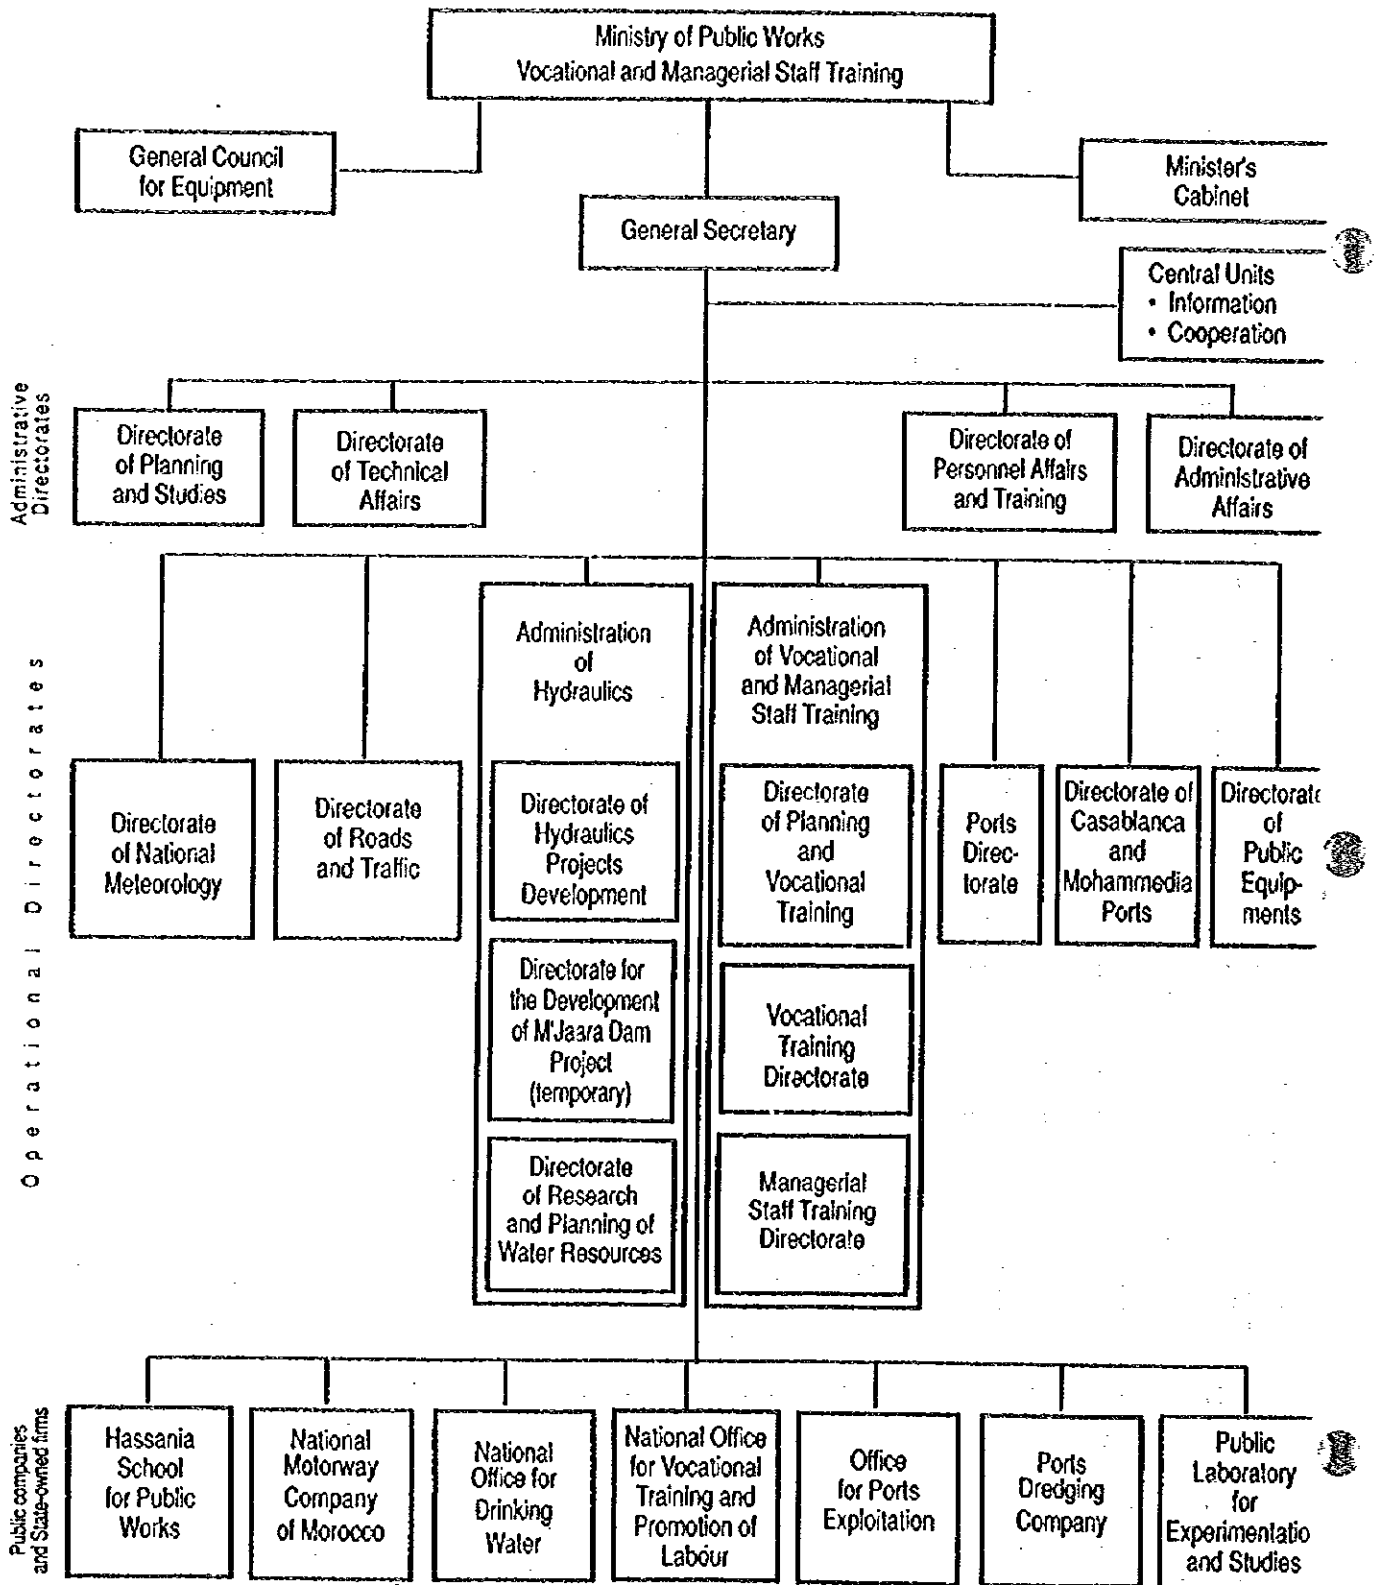 Ministry of Public Works
Vocational and Managerial Staff Training
General Council
for Equipment
Minister's
Cabinet
General Secretary
Central Units
• Information
• Cooperation
Administrative
Directorates
Directorate
of Planning
and Studies
Directorate
of Technical
Affairs
Directorate of
Personnel Affairs
and Training
Directorate of
Administrative
Affairs
Operational Directorates
Administration
of
Hydraulics
Administration
of Vocational
and Managerial
Staff Training
Directorate
of National
Meteorology
Directorate
of Roads
and Traffic
Directorate of
Hydraulics
Projects
Development
Directorate for
the Development
of M'Jaara Dam
Project
(temporary)
Directorate
of Research
and Planning of
Water Resources
Directorate
of Planning
and
Vocational
Training
Vocational
Training
Directorate
Managerial
Staff Training
Directorate
Ports
Direc-
torate
Directorate of
Casablanca
and
Mohammedia
Ports
Directorate
of
Public
Equip-
ments
Public companies
and State-owned firms
Hassania
School
for Public
Works
National
Motorway
Company
of Morocco
National
Office for
Drinking
Water
National Office
for Vocational
Training and
Promotion of
Labour
Office
for Ports
Exploitation
Ports
Dredging
Company
Public
Laboratory
for
Experimentatio
and Studies